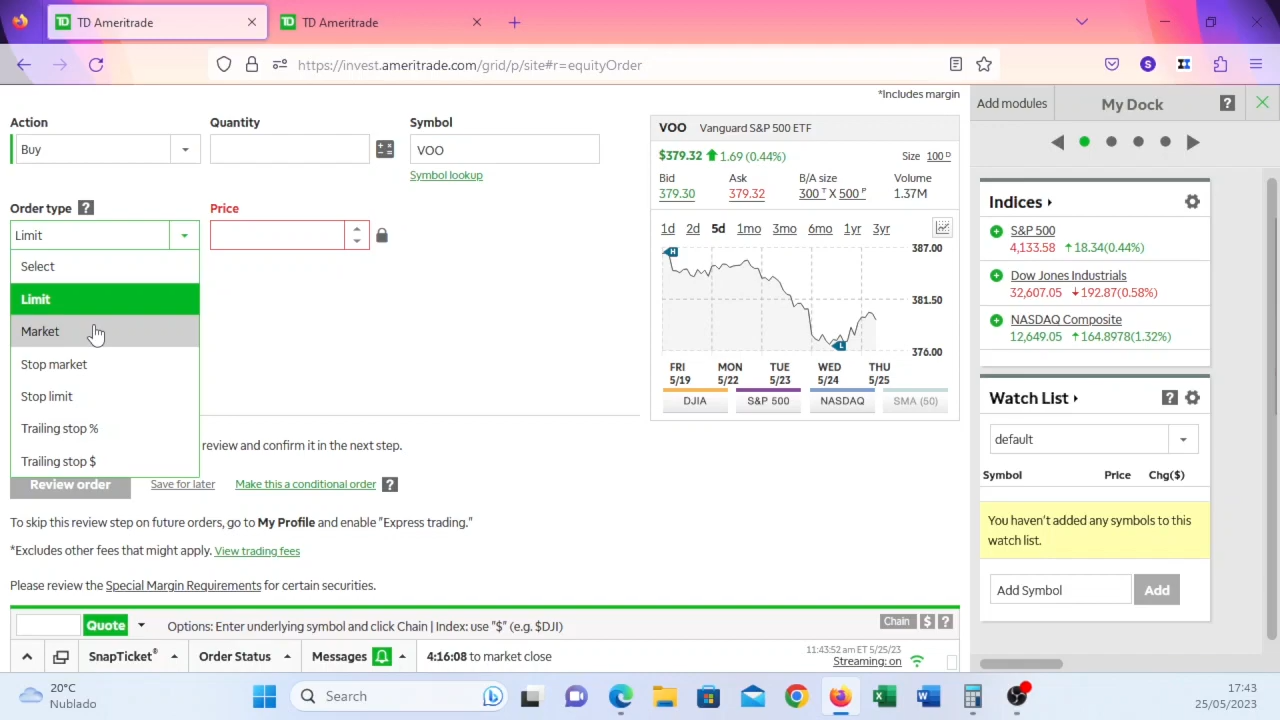 TD Ameritrade
TD Ameritrade
https://invest.ameritrade.com/grid/p/site#r=equityOrder
*Includes margin
Action
Quantity
Symbol
Buy
VOO
Symbol lookup
Order type ?
Price
Limit
Select
Limit
Market
Stop market
Stop limit
Trailing stop %
Trailing stop $
review and confirm it in the next step.
Review order
Save for later
Make this a conditional order ?
To skip this review step on future orders, go to My Profile and enable "Express trading."
*Excludes other fees that might apply. View trading fees
Please review the Special Margin Requirements for certain securities.
VOO Vanguard S&P 500 ETF
$379.32 1.69 (0.44%)
Size 100 D
Bid
Ask
B/A size
Volume
379.30
379.32
300 T X 500 P
1.37M
1d 2d 5d 1mo 3mo 6mo 1yr 3yr
387.00
H
381.50
L
376.00
FRI MON TUE WED THU
5/19 5/22 5/23 5/24 5/25
DJIA
S&P 500
NASDAQ
SMA (50)
Add modules
My Dock
?
Indices
S&P 500
4,133.58 18.34(0.44%)
Dow Jones Industrials
32,607.05 192.87(0.58%)
NASDAQ Composite
12,649.05 164.8978(1.32%)
Watch List ?
default
Symbol Price Chg($)
You haven't added any symbols to this
watch list.
Add Symbol
Add
Quote
Options: Enter underlying symbol and click Chain | Index: use "$" (e.g. $DJI)
Chain $ ?
SnapTicket®
Order Status
Messages
4:16:08 to market close
11:43:52 am ET 5/25/23
Streaming: on
20°C
Nublado
Search
17:43
25/05/2023